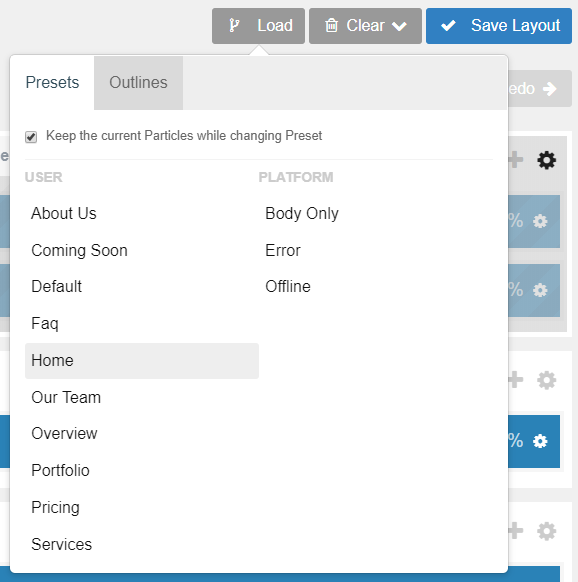 Load
Clear
Save Layout
Presets
Outlines
edo
Keep the current Particles while changing Preset
e
USER
PLATFORM
About Us
Body Only
%
Coming Soon
Error
Default
Offline
%
Faq
Home
Our Team
Overview
%
Portfolio
Pricing
Services